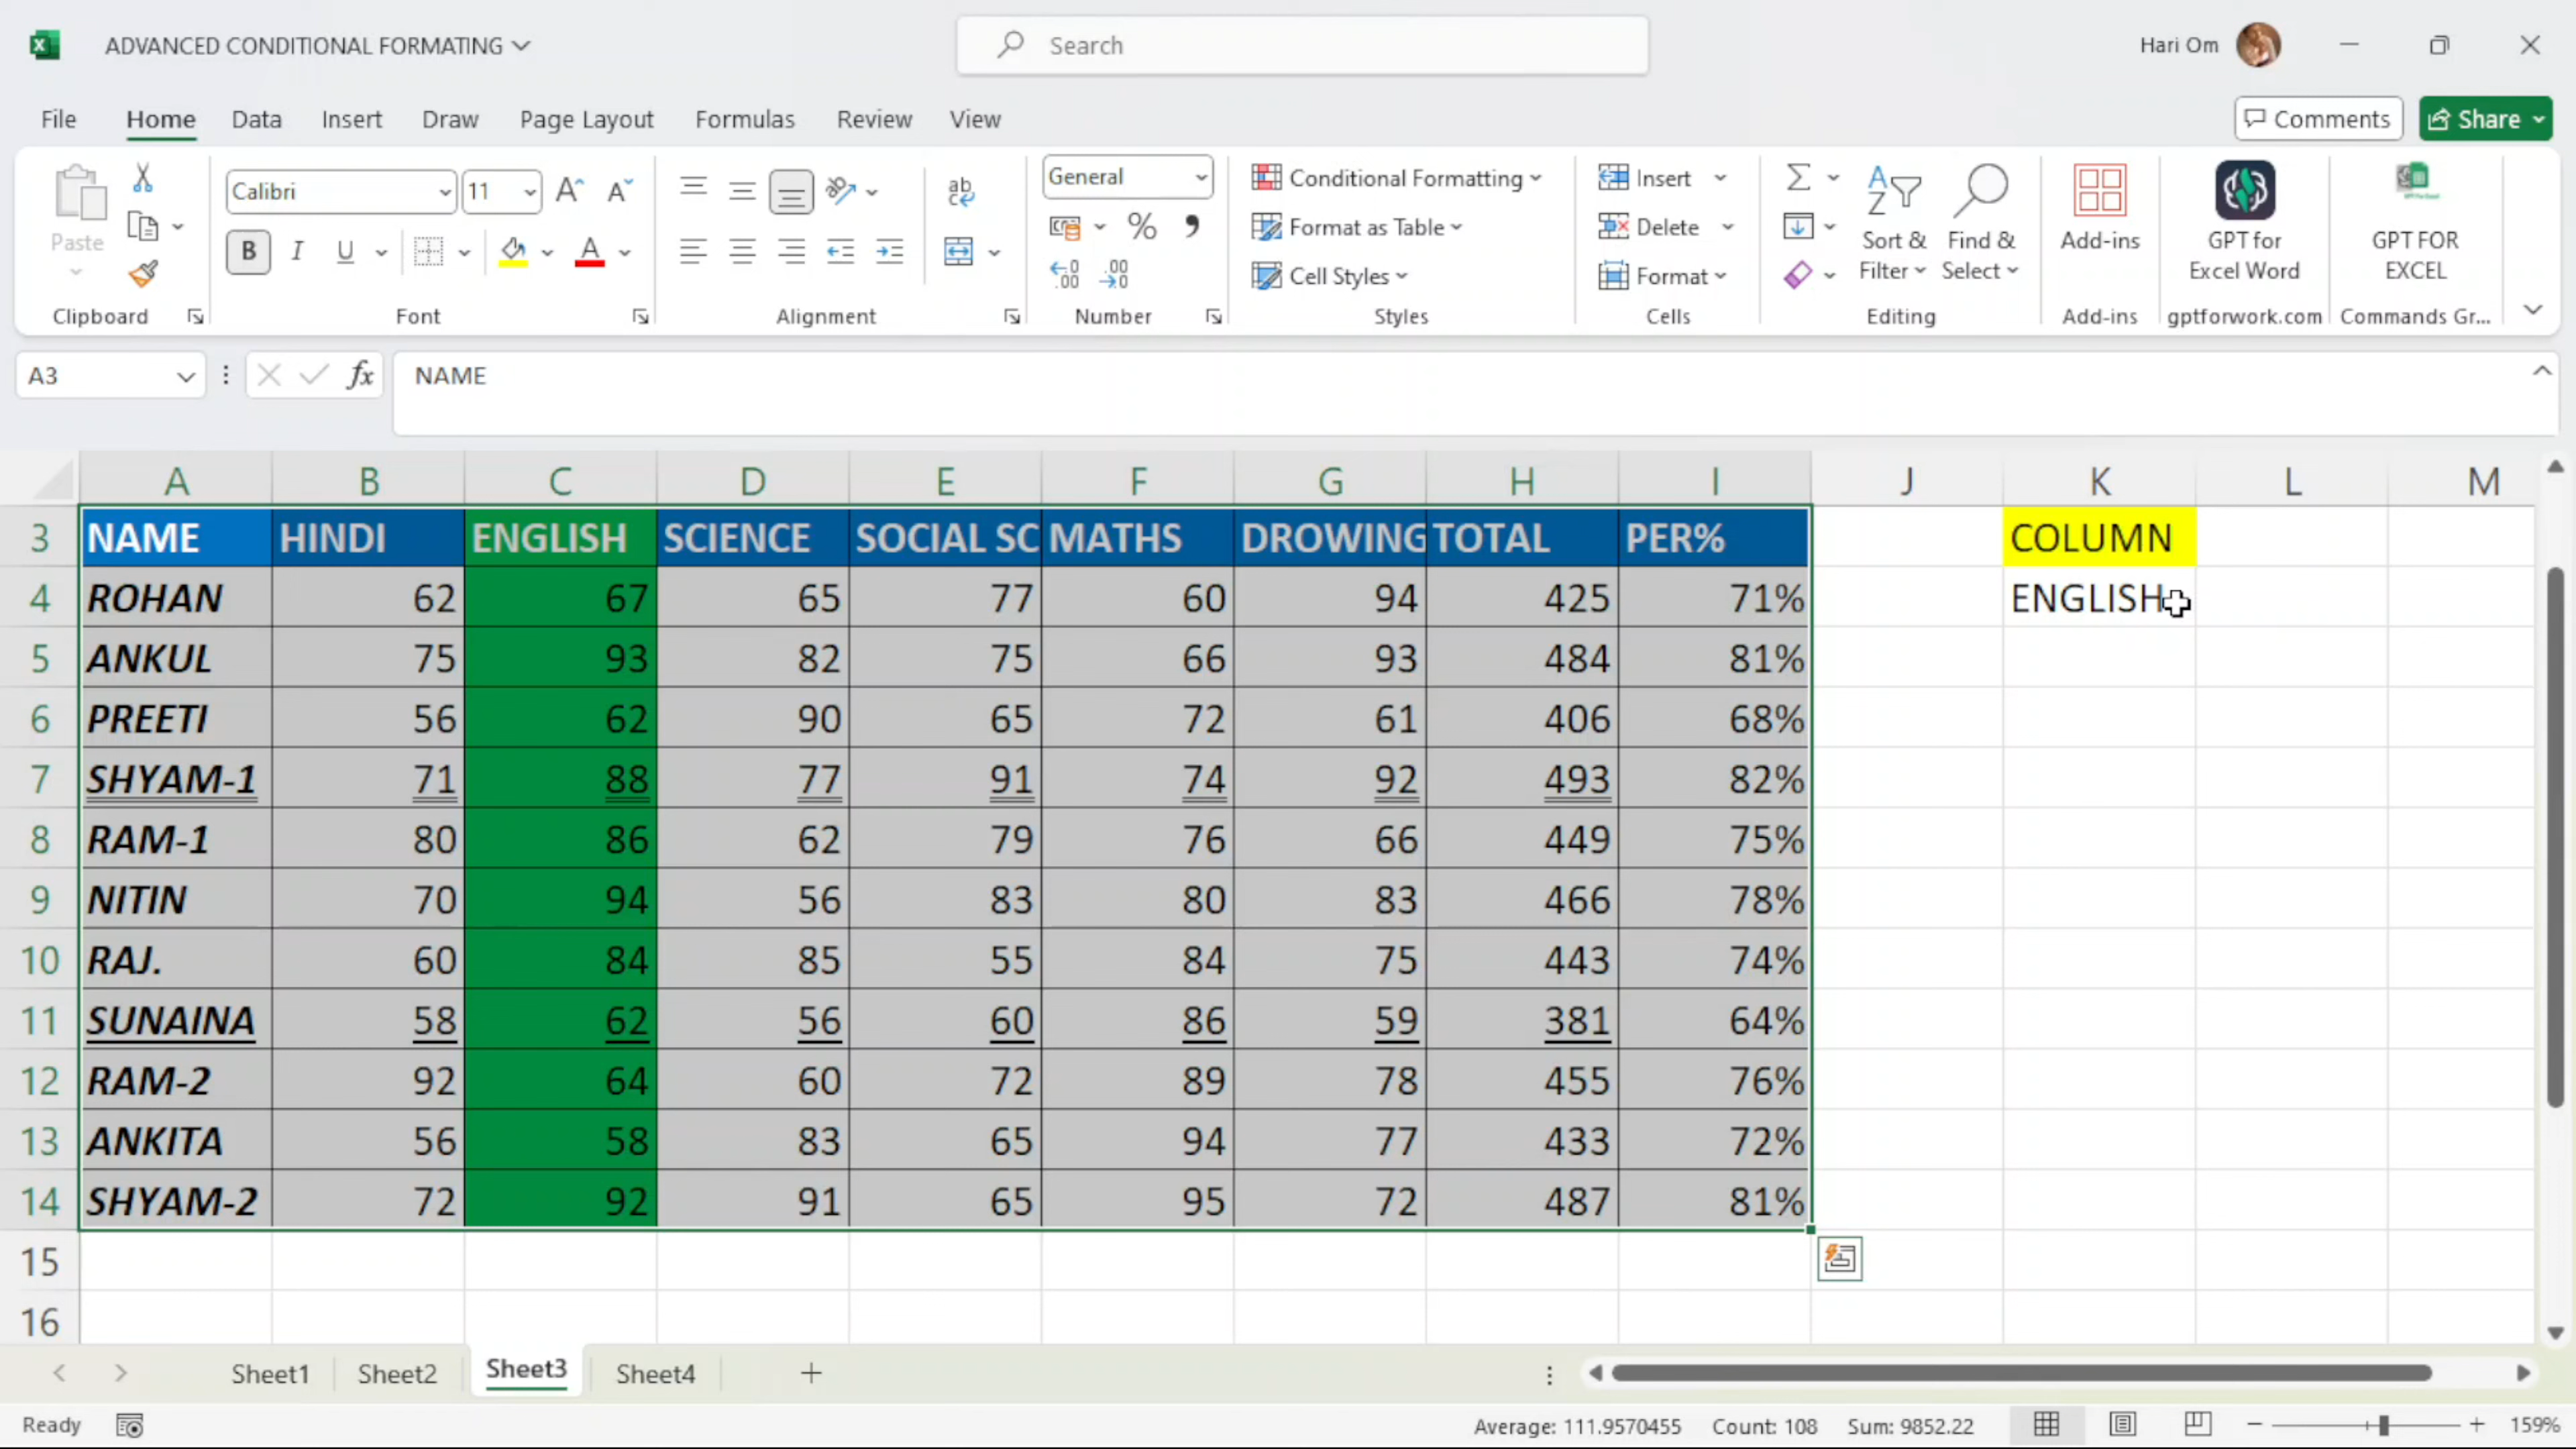 ADVANCED CONDITIONAL FORMATING
Search
Hari Om
File Home Data Insert Draw Page Layout Formulas Review View
Comments Share
Paste
Clipboard
Calibri 11
B I U A
Font
ab
Alignment
General
% ,
.00 .00
Number
Conditional Formatting
Format as Table
Cell Styles
Styles
Insert
Delete
Format
Cells
Sort & Filter
Find & Select
Editing
Add-ins
Add-ins
GPT for Excel Word
gptforwork.com
GPT FOR EXCEL
Commands Gr...
A3 fx NAME
A B C D E F G H I J K L M
3 NAME HINDI ENGLISH SCIENCE SOCIAL SC MATHS DROWING TOTAL PER% COLUMN
4 ROHAN 62 67 65 77 60 94 425 71% ENGLISH
5 ANKUL 75 93 82 75 66 93 484 81%
6 PREETI 56 62 90 65 72 61 406 68%
7 SHYAM-1 71 88 77 91 74 92 493 82%
8 RAM-1 80 86 62 79 76 66 449 75%
9 NITIN 70 94 56 83 80 83 466 78%
10 RAJ. 60 84 85 55 84 75 443 74%
11 SUNAINA 58 62 56 60 86 59 381 64%
12 RAM-2 92 64 60 72 89 78 455 76%
13 ANKITA 56 58 83 65 94 77 433 72%
14 SHYAM-2 72 92 91 65 95 72 487 81%
15
16
Sheet1 Sheet2 Sheet3 Sheet4
Ready Average: 111.9570455 Count: 108 Sum: 9852.22 159%